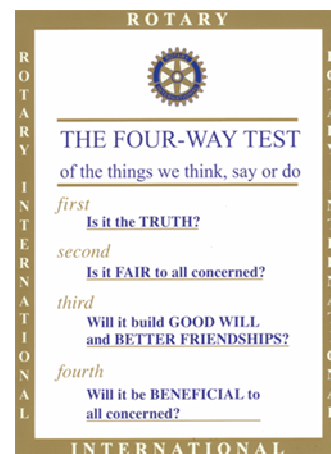 ROTARY
ROTARY INTERNATIONAL
THE FOUR-WAY TEST
of the things we think, say or do
first
Is it the TRUTH?
second
Is it FAIR to all concerned?
third
Will it build GOOD WILL
and BETTER FRIENDSHIPS?
fourth
Will it be BENEFICIAL to
all concerned?
INTERNATIONAL